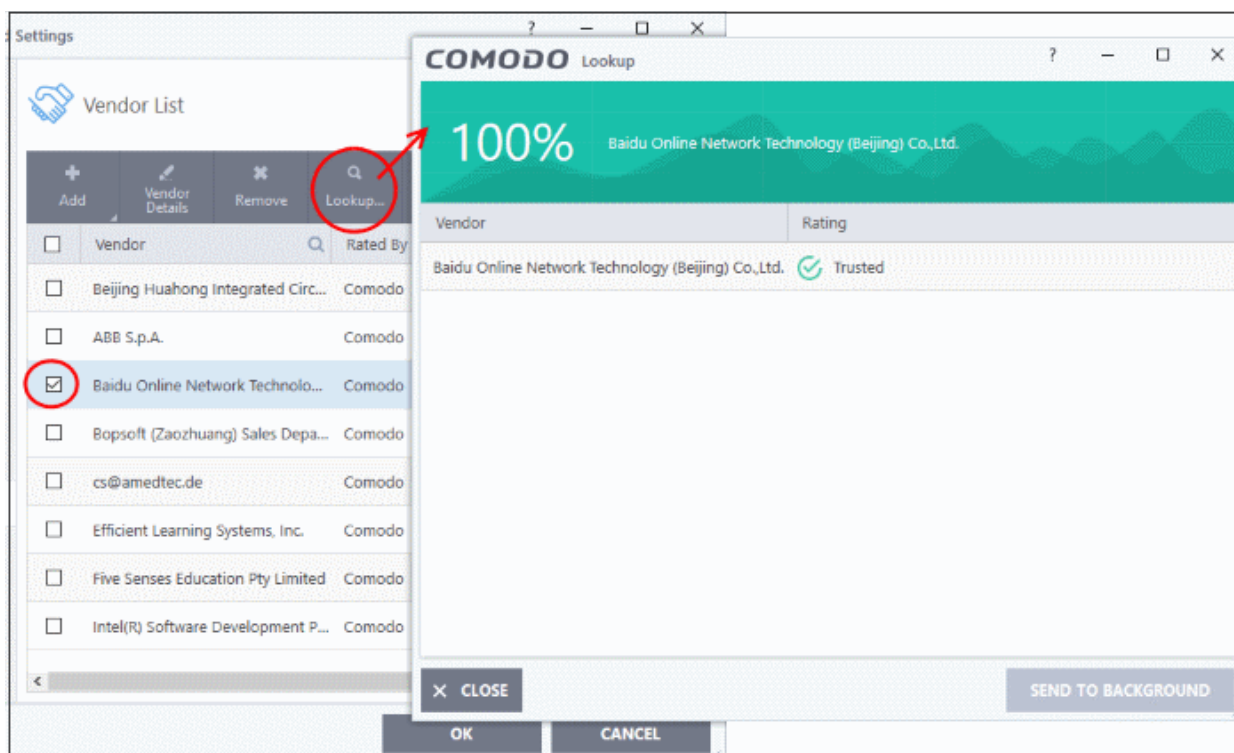 Settings
?
Vendor List
Add
Vendor
Details
Remove
Lookup...
Vendor
Rated By
Beijing Huahong Integrated Circ...
Comodo
ABB S.p.A.
Comodo
Baidu Online Network Technolo...
Comodo
Bopsoft (Zaozhuang) Sales Depa...
Comodo
cs@amedtec.de
Comodo
Efficient Learning Systems, Inc.
Comodo
Five Senses Education Pty Limited
Comodo
Intel(R) Software Development P...
Comodo
OK
CANCEL
COMODO Lookup
?
100%
Baidu Online Network Technology (Beijing) Co.,Ltd.
Vendor
Rating
Baidu Online Network Technology (Beijing) Co.,Ltd.
Trusted
CLOSE
SEND TO BACKGROUND